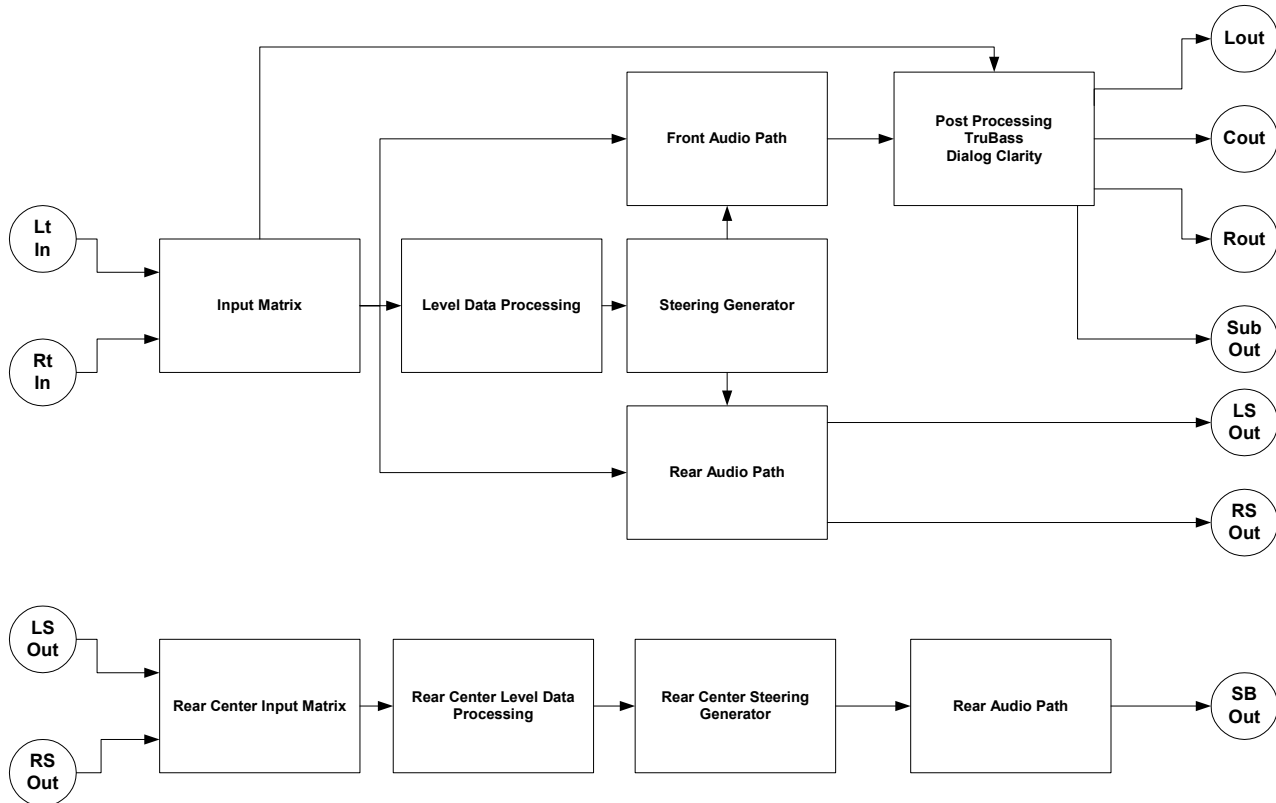 Lout
Front Audio Path
Post Processing
TruBass
Dialog Clarity
Cout
Lt
In
Rout
Input Matrix
Level Data Processing
Steering Generator
Rt
In
Sub
Out
LS
Out
Rear Audio Path
RS
Out
LS
Out
Rear Center Input Matrix
Rear Center Level Data
Processing
Rear Center Steering
Generator
Rear Audio Path
SB
Out
RS
Out